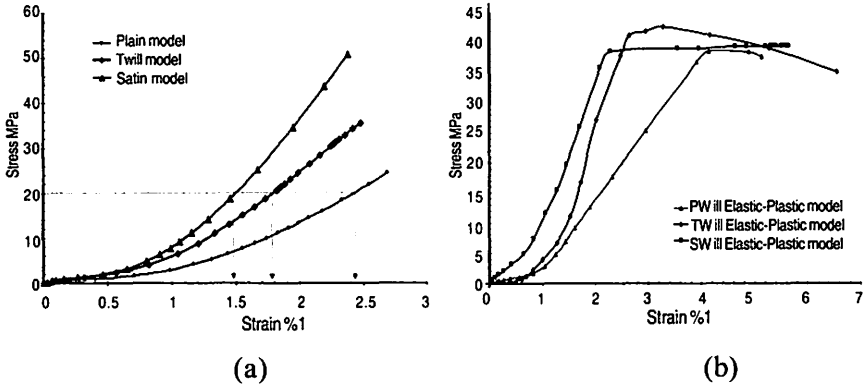 60
50
40
30
20
10
0
Stress MPa
Plain model
Twill model
Satin model
0 0.5 1.0 1.5 2.0 2.5 3
Strain %1
(a)
45
40
35
30
25
20
15
10
5
0
Stress MPa
PW ill Elastic-Plastic model
TW ill Elastic-Plastic model
SW ill Elastic-Plastic model
0 1 2 3 4 5 6 7
Strain %1
(b)